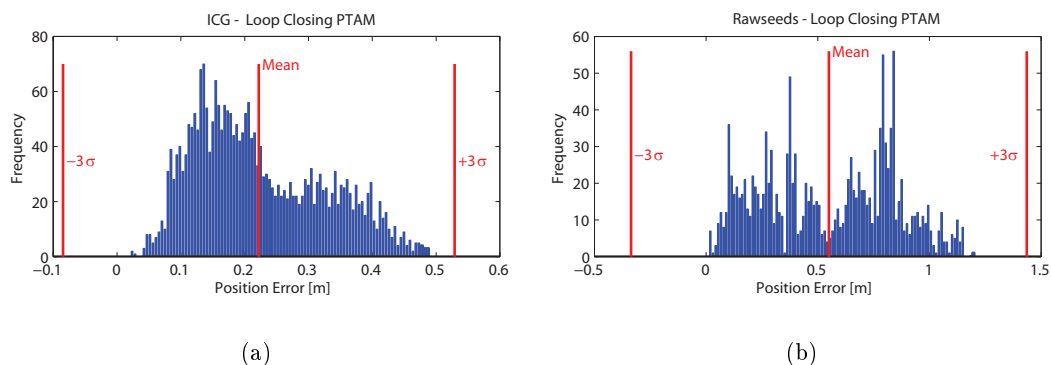 ICG - Loop Closing PTAM
80
60
40
20
0
Frequency
Mean
−3σ
+3σ
−0.1
0
0.1
0.2
0.3
0.4
0.5
0.6
Position Error [m]
(a)
Rawseeds - Loop Closing PTAM
60
50
40
30
20
10
0
Frequency
Mean
−3σ
+3σ
−0.5
0
0.5
1
1.5
Position Error [m]
(b)